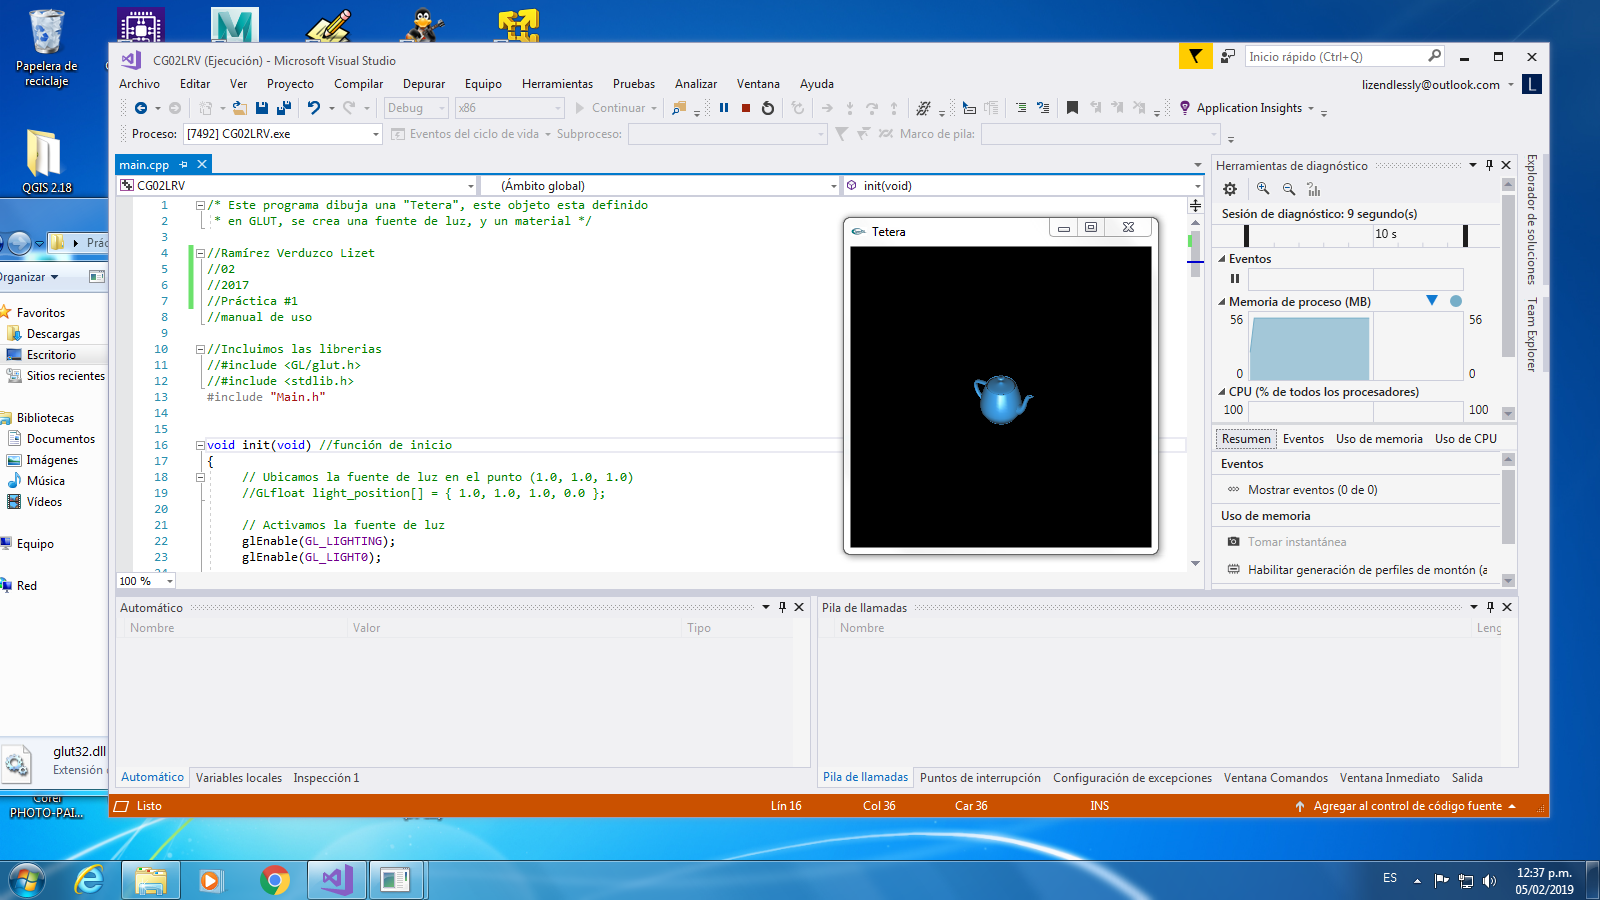 Papelera de
reciclaje
QGIS 2.18
CG02LRV (Ejecución) - Microsoft Visual Studio
Inicio rápido (Ctrl+Q)
Archivo Editar Ver Proyecto Compilar Depurar Equipo Herramientas Pruebas Analizar Ventana Ayuda
lizendlessly@outlook.com L
Debug x86 Continuar Application Insights
Proceso: [7492] CG02LRV.exe Eventos del ciclo de vida Subproceso: Marco de pila:
main.cpp
CG02LRV (Ámbito global) init(void)
1 /* Este programa dibuja una "Tetera", este objeto esta definido
2 * en GLUT, se crea una fuente de luz, y un material */
3
4 //Ramírez Verduzco Lizet
5 //02
6 //2017
7 //Práctica #1
8 //manual de uso
9
10 //Incluimos las librerias
11 //#include <GL/glut.h>
12 //#include <stdlib.h>
13 #include "Main.h"
14
15
16 void init(void) //función de inicio
17 {
18 // Ubicamos la fuente de luz en el punto (1.0, 1.0, 1.0)
19 //GLfloat light_position[] = { 1.0, 1.0, 1.0, 0.0 };
20
21 // Activamos la fuente de luz
22 glEnable(GL_LIGHTING);
23 glEnable(GL_LIGHT0);
100 %
Tetera
Herramientas de diagnóstico
Sesión de diagnóstico: 9 segundo(s)
10 s
Eventos
Memoria de proceso (MB)
56 56
0 0
CPU (% de todos los procesadores)
100 100
Resumen Eventos Uso de memoria Uso de CPU
Eventos
Mostrar eventos (0 de 0)
Uso de memoria
Tomar instantánea
Habilitar generación de perfiles de montón (a
Explorador de soluciones
Team Explorer
Automático
Nombre Valor Tipo
Automático Variables locales Inspección 1
Pila de llamadas
Nombre Leng
Pila de llamadas Puntos de interrupción Configuración de excepciones Ventana Comandos Ventana Inmediato Salida
Listo Lín 16 Col 36 Car 36 INS Agregar al control de código fuente
Prác
Organizar
Favoritos
Descargas
Escritorio
Sitios recientes
Bibliotecas
Documentos
Imágenes
Música
Vídeos
Equipo
Red
glut32.dll
Extensión
Corel
PHOTO-PAI...
ES
12:37 p.m.
05/02/2019